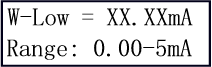 W-Low = XX.XXmA
Range: 0.00-5mA